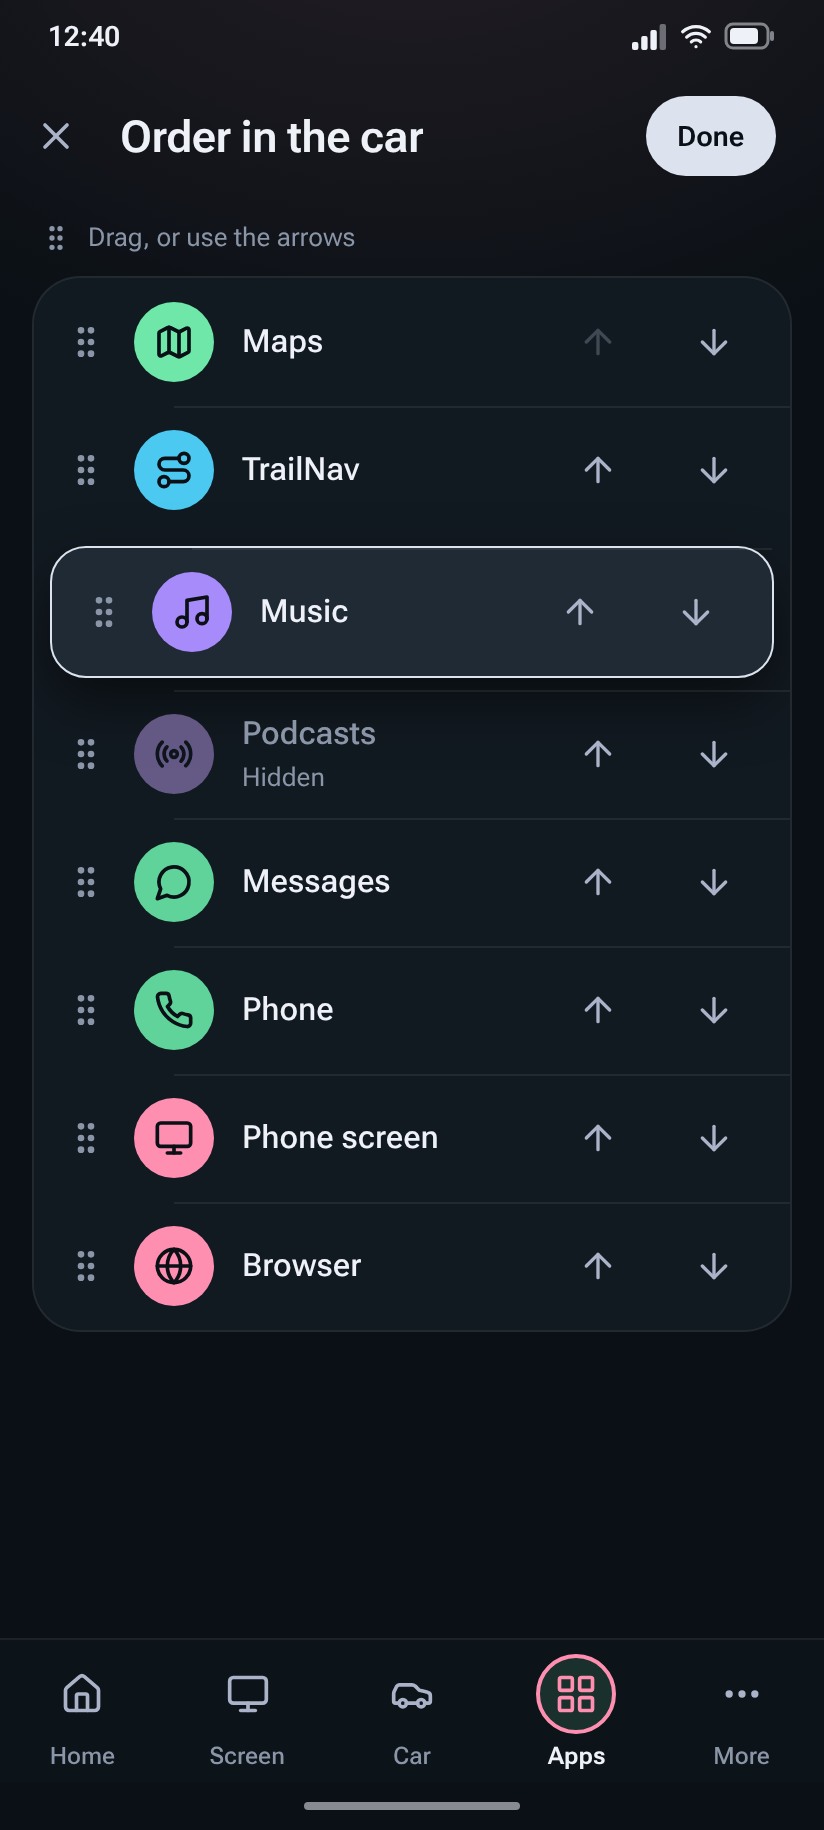 12:40
Order in the car
Done
Drag, or use the arrows
Maps
TrailNav
Music
Podcasts
Hidden
Messages
Phone
Phone screen
Browser
Home
Screen
Car
Apps
More